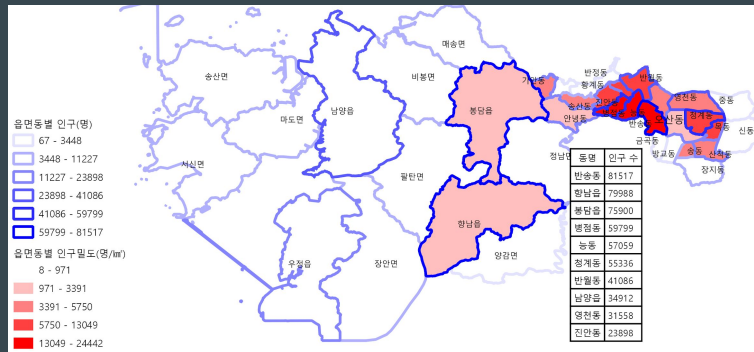 읍면동별 인구(명)
67 - 3448
3448 - 11227
11227 - 23898
23898 - 41086
41086 - 59799
59799 - 81517
읍면동별 인구밀도(명/㎢)
8 - 971
971 - 3391
3391 - 5750
5750 - 13049
13049 - 24442
송산면
매송면
비봉면
마도면
남양읍
서신면
봉담읍
팔탄면
정남면
우정읍
장안면
향남읍
양감면
기안동
송산동
안녕동
황계동
반정동
진안동
반월동
반송동
오산동
영천동
중동
청계동
목동
신동
금곡동
방교동
송동
산척동
장지동
동명 인구 수
반송동 81517
향남읍 79988
봉담읍 75900
병점동 59799
능동 57059
청계동 55336
반월동 41086
남양읍 34912
영천동 31558
진안동 23898